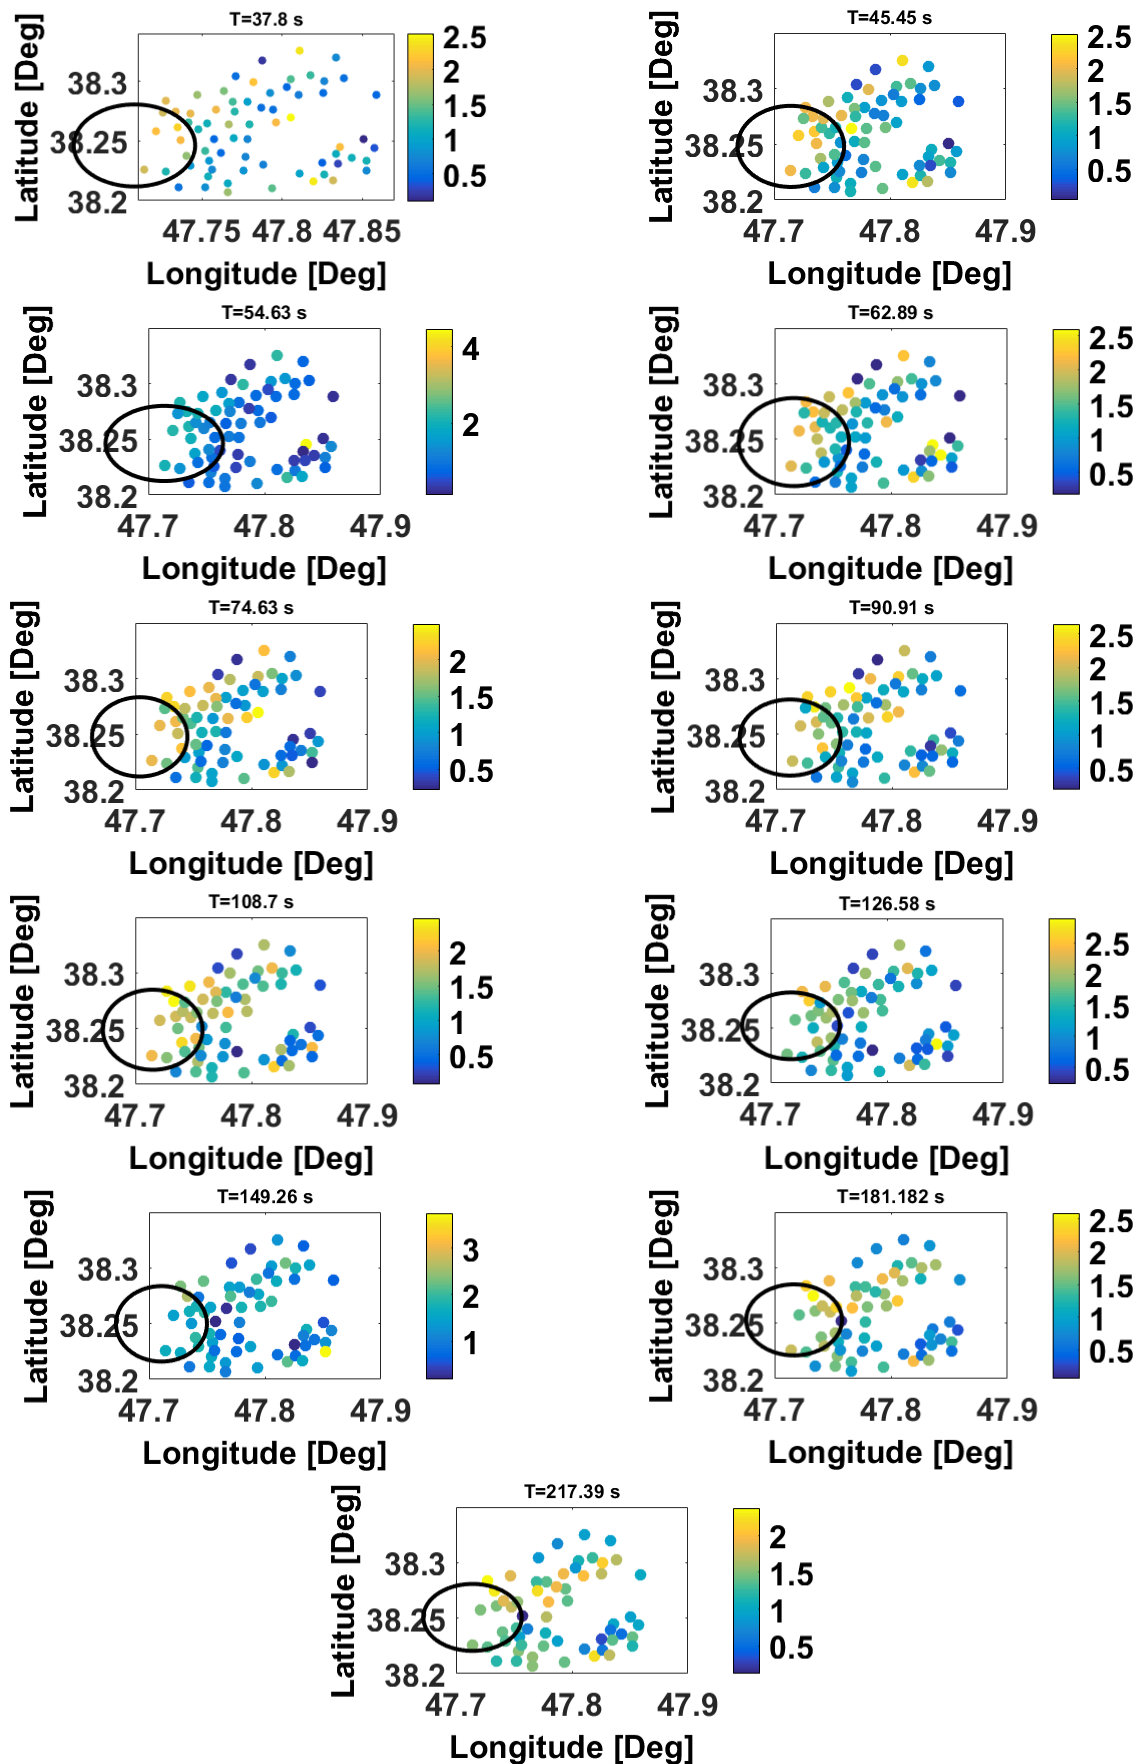 T=37.8 s
Latitude [Deg]
38.3
38.25
38.2
47.75 47.8 47.85
Longitude [Deg]
2.5
2
1.5
1
0.5
T=45.45 s
Latitude [Deg]
38.3
38.25
38.2
47.7 47.8 47.9
Longitude [Deg]
2.5
2
1.5
1
0.5
T=54.63 s
Latitude [Deg]
38.3
38.25
38.2
47.7 47.8 47.9
Longitude [Deg]
4
2
T=62.89 s
Latitude [Deg]
38.3
38.25
38.2
47.7 47.8 47.9
Longitude [Deg]
2.5
2
1.5
1
0.5
T=74.63 s
Latitude [Deg]
38.3
38.25
38.2
47.7 47.8 47.9
Longitude [Deg]
2
1.5
1
0.5
T=90.91 s
Latitude [Deg]
38.3
38.25
38.2
47.7 47.8 47.9
Longitude [Deg]
2.5
2
1.5
1
0.5
T=108.7 s
Latitude [Deg]
38.3
38.25
38.2
47.7 47.8 47.9
Longitude [Deg]
2
1.5
1
0.5
T=126.58 s
Latitude [Deg]
38.3
38.25
38.2
47.7 47.8 47.9
Longitude [Deg]
2.5
2
1.5
1
0.5
T=149.26 s
Latitude [Deg]
38.3
38.25
38.2
47.7 47.8 47.9
Longitude [Deg]
3
2
1
T=181.182 s
Latitude [Deg]
38.3
38.25
38.2
47.7 47.8 47.9
Longitude [Deg]
2.5
2
1.5
1
0.5
T=217.39 s
Latitude [Deg]
38.3
38.25
38.2
47.7 47.8 47.9
Longitude [Deg]
2
1.5
1
0.5